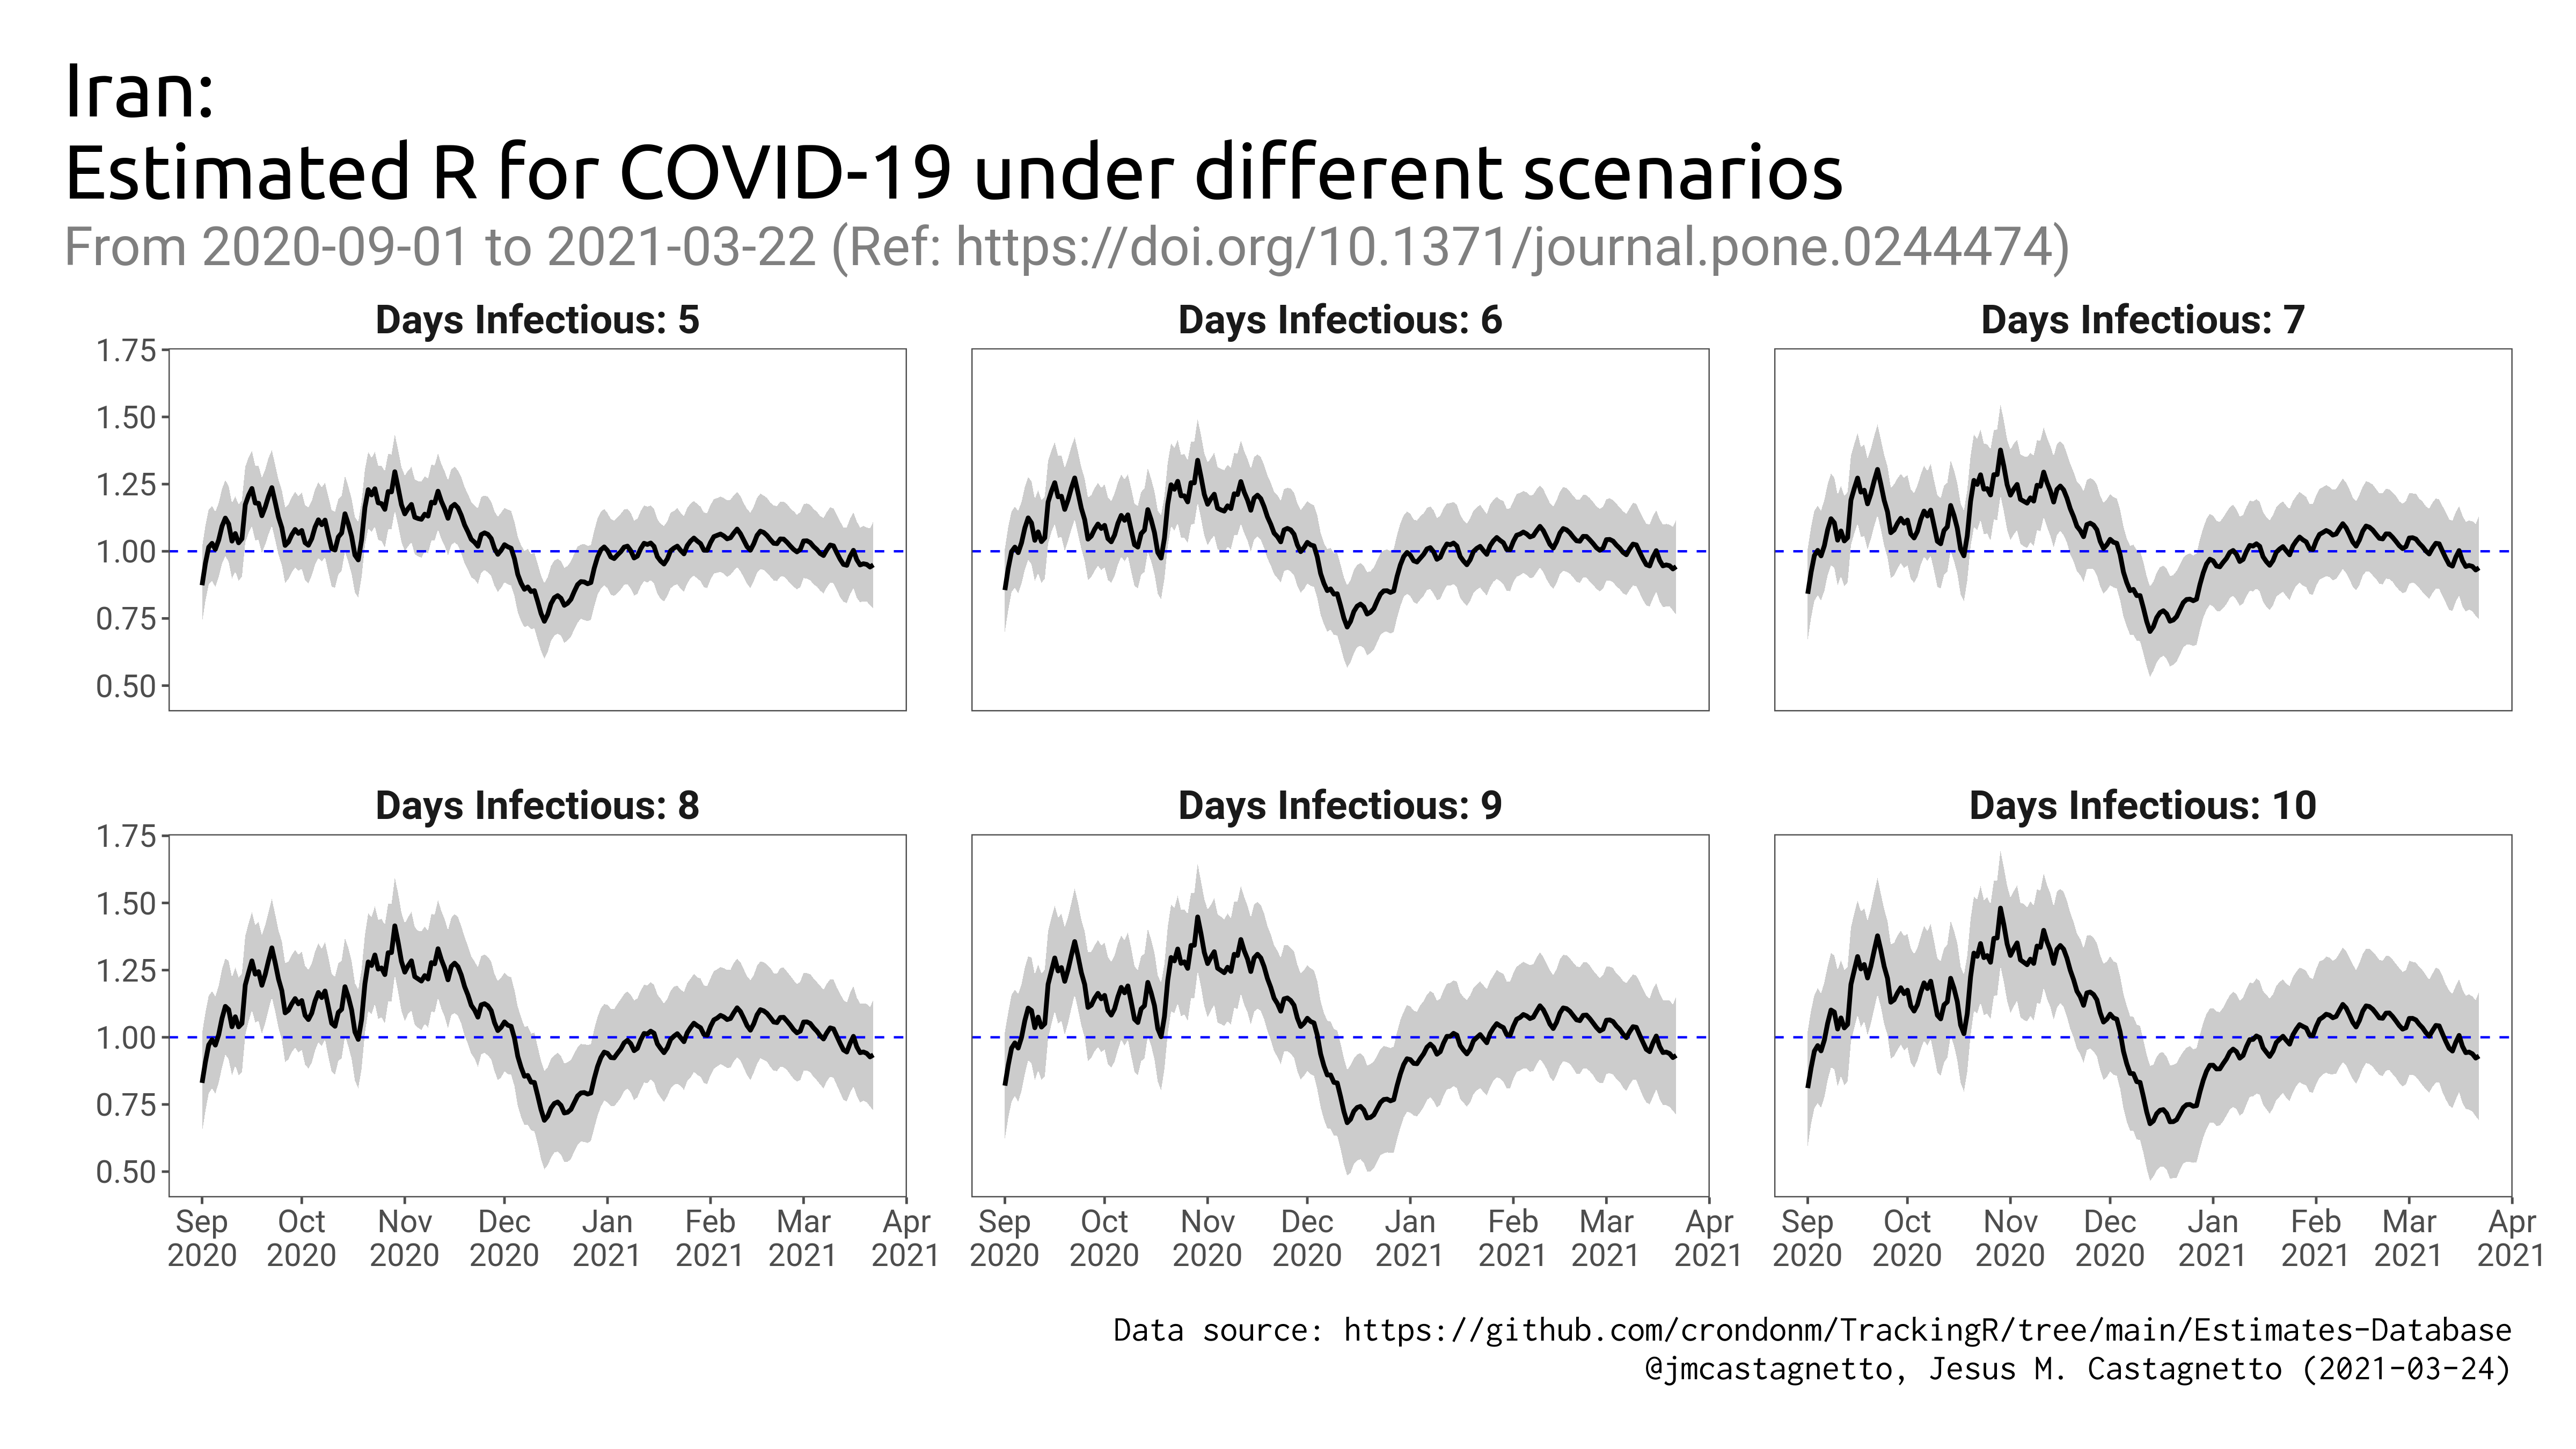 Iran:
Estimated R for COVID-19 under different scenarios
From 2020-09-01 to 2021-03-22 (Ref: https://doi.org/10.1371/journal.pone.0244474)
Days Infectious: 5
Days Infectious: 6
Days Infectious: 7
1.75
1.50
1.25
1.00
0.75
0.50
Days Infectious: 8
Days Infectious: 9
Days Infectious: 10
1.75
1.50
1.25
1.00
0.75
0.50
Sep Oct Nov Dec Jan Feb Mar Apr
2020 2020 2020 2020 2021 2021 2021 2021
Sep Oct Nov Dec Jan Feb Mar Apr
2020 2020 2020 2020 2021 2021 2021 2021
Sep Oct Nov Dec Jan Feb Mar Apr
2020 2020 2020 2020 2021 2021 2021 2021
Data source: https://github.com/crondonm/TrackingR/tree/main/Estimates-Database
@jmcastagnetto, Jesus M. Castagnetto (2021-03-24)